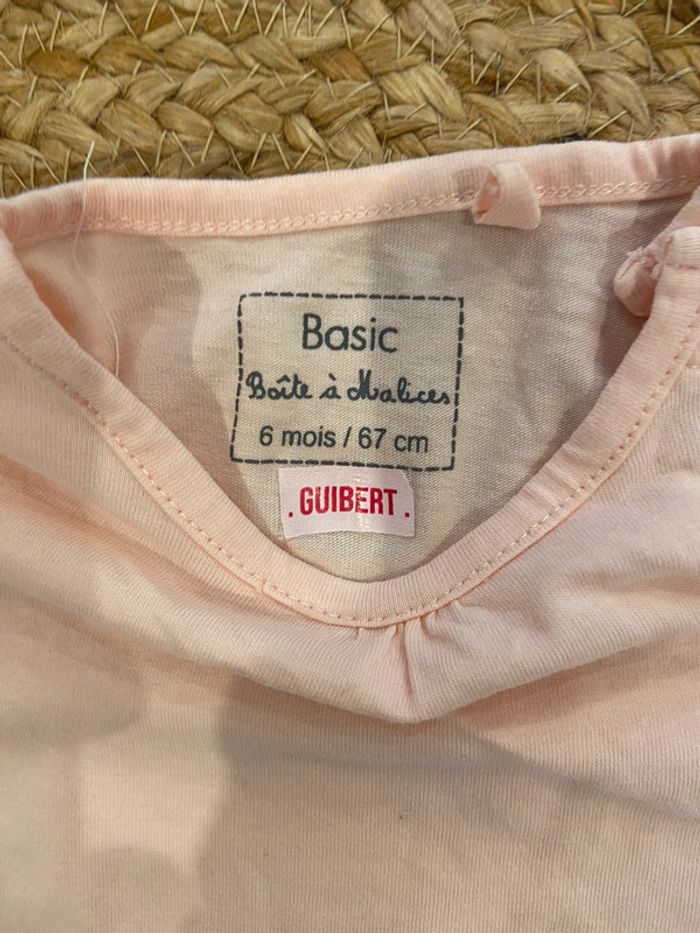 Basic
Boîte à Malices
6 mois / 67 cm
. GUIBERT .